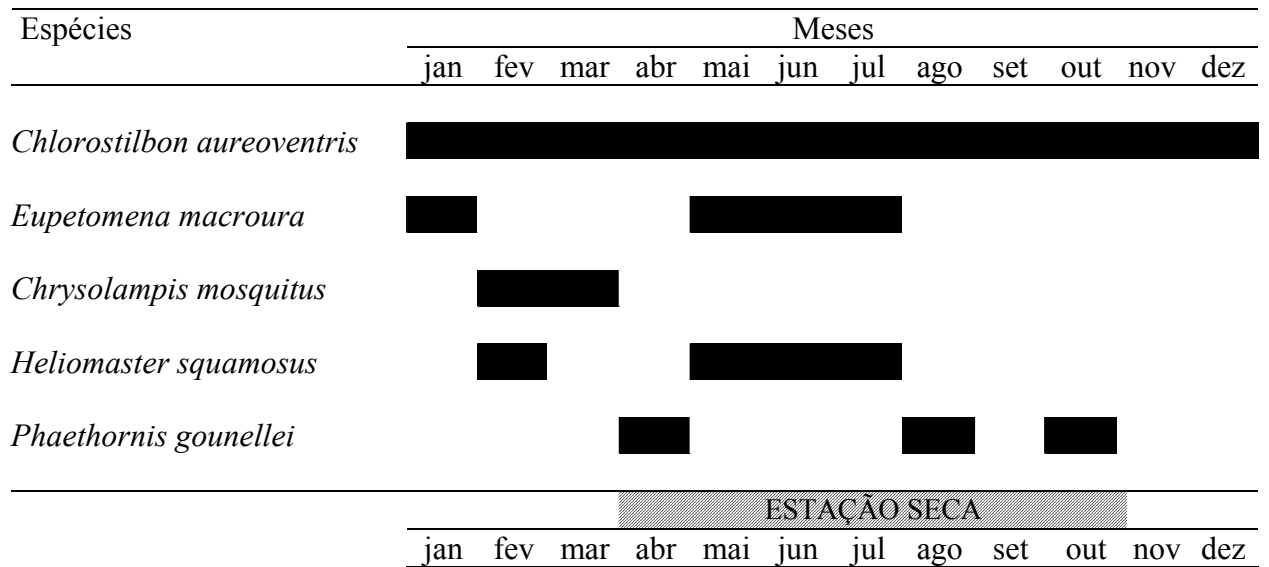 Espécies Meses
jan fev mar abr mai jun jul ago set out nov dez
Chlorostilbon aureoventris
Eupetomena macroura
Chrysolampis mosquitus
Heliomaster squamosus
Phaethornis gounellei
ESTAÇÃO SECA
jan fev mar abr mai jun jul ago set out nov dez